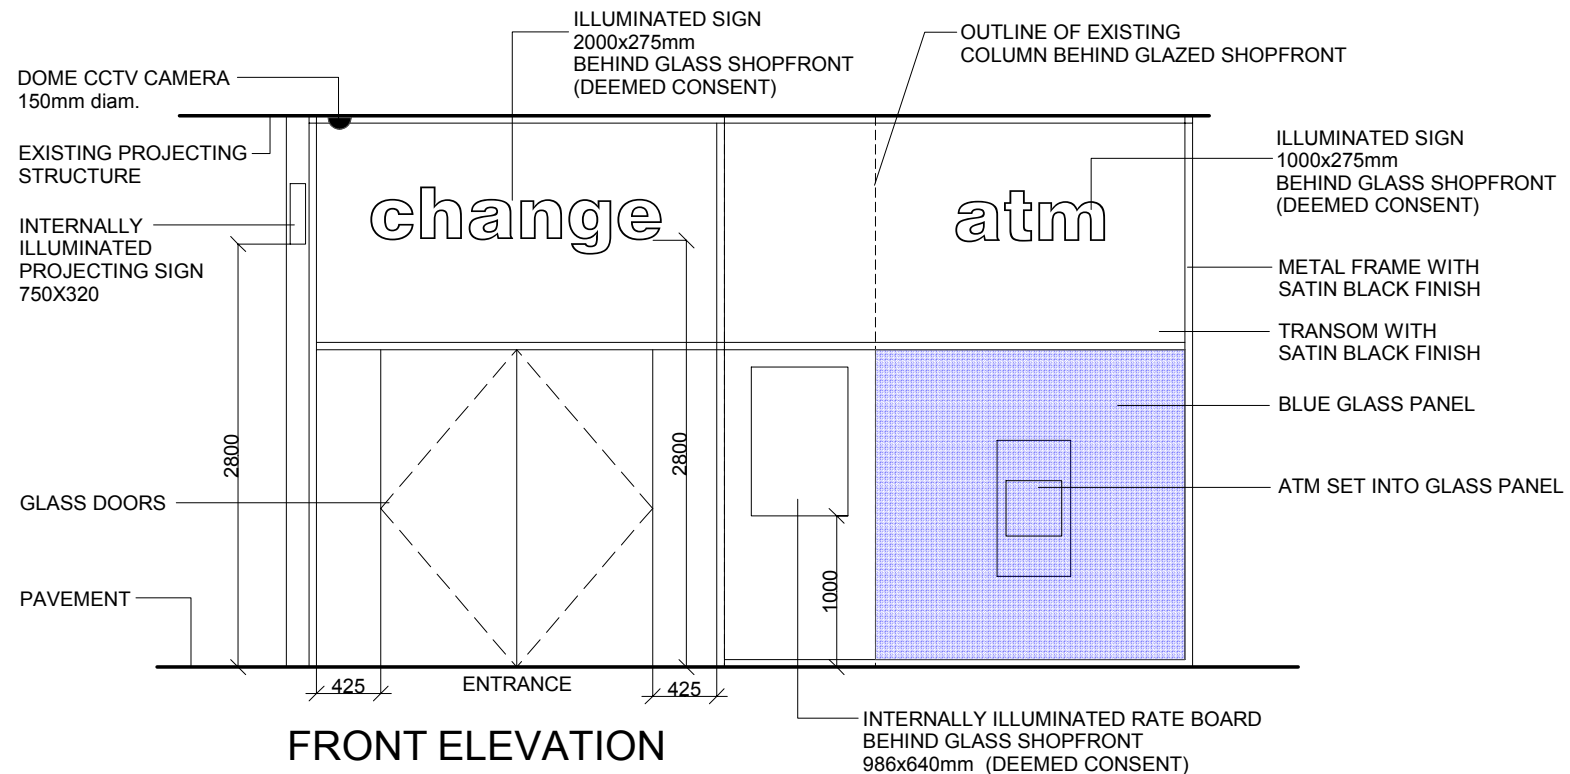 ILLUMINATED SIGN
2000x275mm
BEHIND GLASS SHOPFRONT
(DEEMED CONSENT)
OUTLINE OF EXISTING
COLUMN BEHIND GLAZED SHOPFRONT
DOME CCTV CAMERA
150mm diam.
EXISTING PROJECTING
STRUCTURE
ILLUMINATED SIGN
1000x275mm
BEHIND GLASS SHOPFRONT
(DEEMED CONSENT)
change
atm
INTERNALLY
ILLUMINATED
PROJECTING SIGN
750X320
METAL FRAME WITH
SATIN BLACK FINISH
TRANSOM WITH
SATIN BLACK FINISH
BLUE GLASS PANEL
2800
2800
GLASS DOORS
ATM SET INTO GLASS PANEL
1000
PAVEMENT
425
ENTRANCE
425
FRONT ELEVATION
INTERNALLY ILLUMINATED RATE BOARD
BEHIND GLASS SHOPFRONT
986x640mm (DEEMED CONSENT)